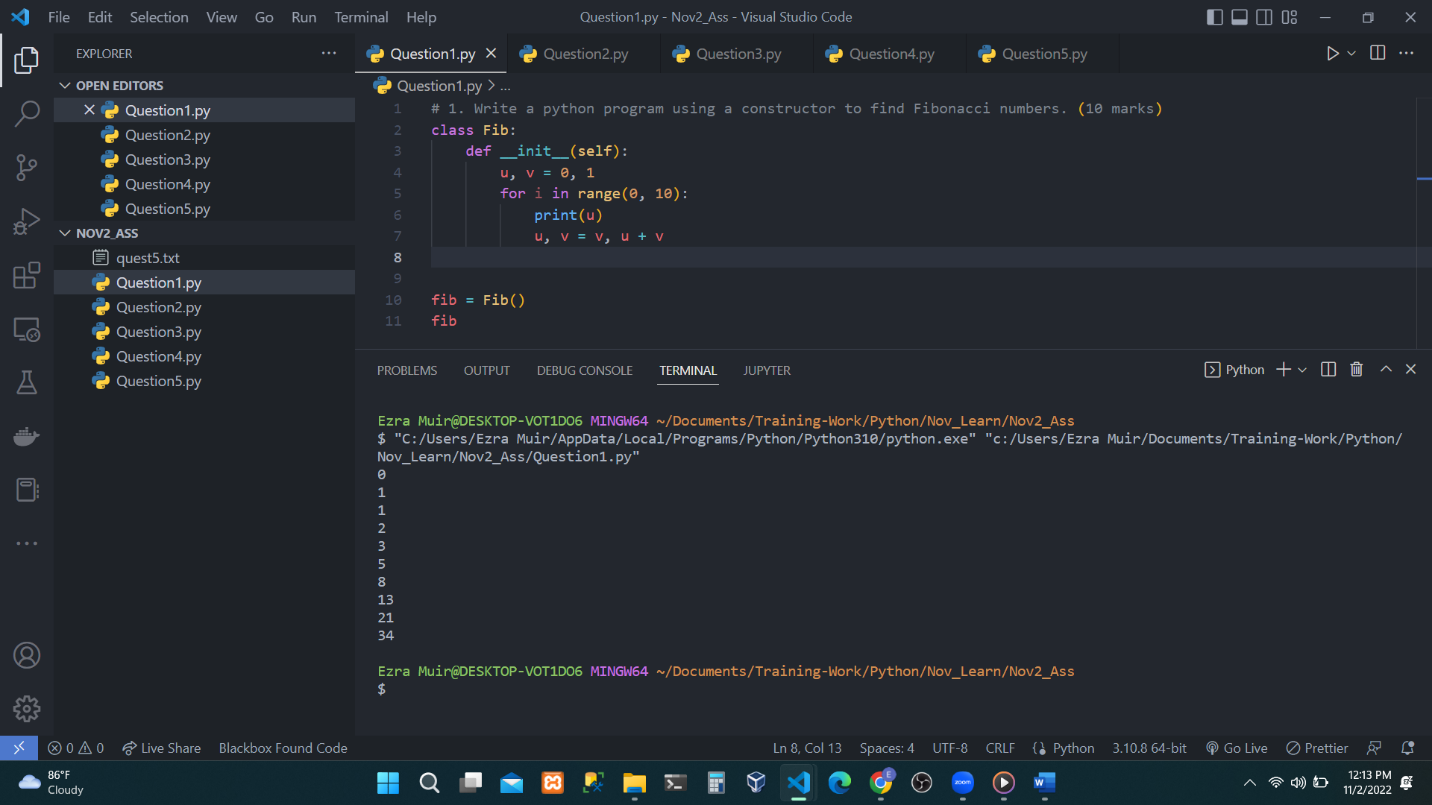 File Edit Selection View Go Run Terminal Help
Question1.py - Nov2_Ass - Visual Studio Code
EXPLORER
OPEN EDITORS
Question1.py
Question2.py
Question3.py
Question4.py
Question5.py
NOV2_ASS
quest5.txt
Question1.py
Question2.py
Question3.py
Question4.py
Question5.py
Question1.py Question2.py Question3.py Question4.py Question5.py
Question1.py > ...
1 # 1. Write a python program using a constructor to find Fibonacci numbers. (10 marks)
2 class Fib:
3     def __init__(self):
4         u, v = 0, 1
5         for i in range(0, 10):
6             print(u)
7             u, v = v, u + v
8
9
10 fib = Fib()
11 fib
PROBLEMS OUTPUT DEBUG CONSOLE TERMINAL JUPYTER
Python
Ezra Muir@DESKTOP-VOT1DO6 MINGW64 ~/Documents/Training-Work/Python/Nov_Learn/Nov2_Ass
$ "C:/Users/Ezra Muir/AppData/Local/Programs/Python/Python310/python.exe" "c:/Users/Ezra Muir/Documents/Training-Work/Python/
Nov_Learn/Nov2_Ass/Question1.py"
0
1
1
2
3
5
8
13
21
34
Ezra Muir@DESKTOP-VOT1DO6 MINGW64 ~/Documents/Training-Work/Python/Nov_Learn/Nov2_Ass
$
0 0 Live Share Blackbox Found Code
Ln 8, Col 13 Spaces: 4 UTF-8 CRLF Python 3.10.8 64-bit Go Live Prettier
86°F
Cloudy
E
zoom
12:13 PM
11/2/2022